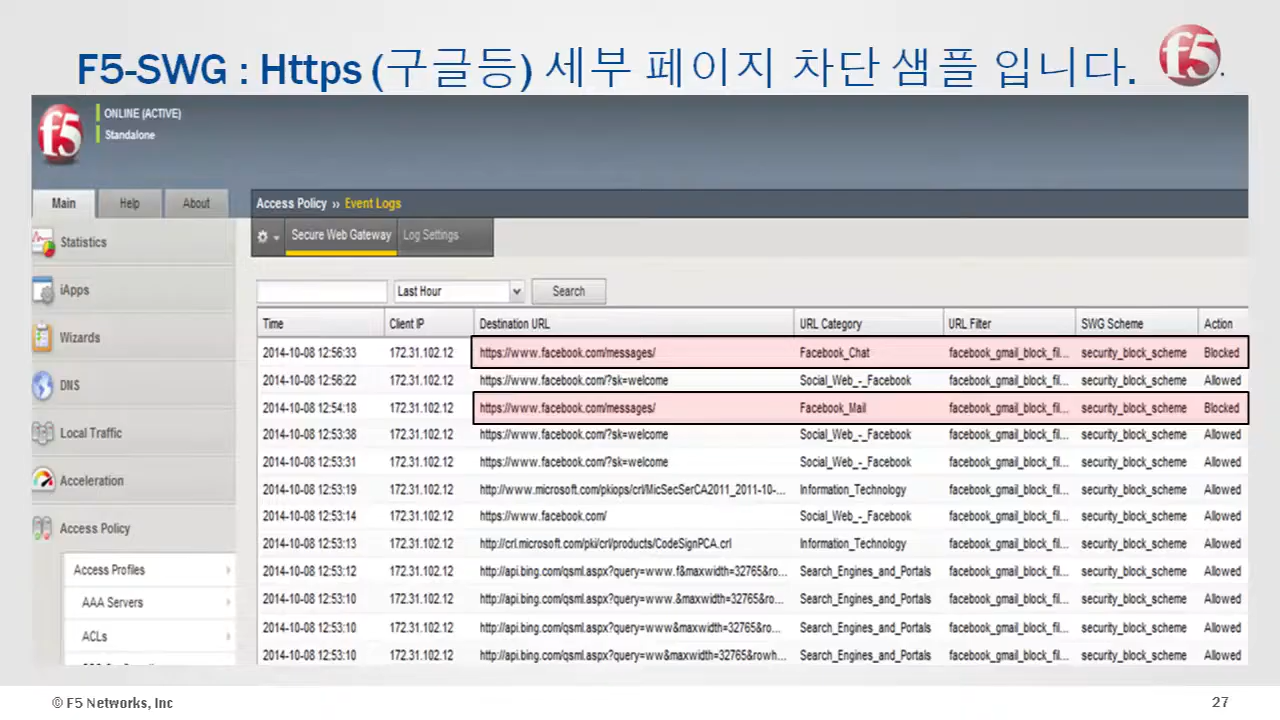 F5-SWG : Https (구글등) 세부 페이지 차단 샘플 입니다.
f5
f5
ONLINE (ACTIVE)
Standalone
Main Help About
Access Policy ›› Event Logs
Secure Web Gateway Log Settings
Statistics
iApps
Wizards
DNS
Local Traffic
Acceleration
Access Policy
Access Profiles
AAA Servers
ACLs
Last Hour Search
Time Client IP Destination URL URL Category URL Filter SWG Scheme Action
2014-10-08 12:56:33 172.31.102.12 https://www.facebook.com/messages/ Facebook_Chat facebook_gmail_block_fil... security_block_scheme Blocked
2014-10-08 12:56:22 172.31.102.12 https://www.facebook.com/?sk=welcome Social_Web_-_Facebook facebook_gmail_block_fil... security_block_scheme Allowed
2014-10-08 12:54:18 172.31.102.12 https://www.facebook.com/messages/ Facebook_Mail facebook_gmail_block_fil... security_block_scheme Blocked
2014-10-08 12:53:38 172.31.102.12 https://www.facebook.com/?sk=welcome Social_Web_-_Facebook facebook_gmail_block_fil... security_block_scheme Allowed
2014-10-08 12:53:31 172.31.102.12 https://www.facebook.com/?sk=welcome Social_Web_-_Facebook facebook_gmail_block_fil... security_block_scheme Allowed
2014-10-08 12:53:19 172.31.102.12 http://www.microsoft.com/pkiops/crl/MicSecSerCA2011_2011-10-... Information_Technology facebook_gmail_block_fil... security_block_scheme Allowed
2014-10-08 12:53:14 172.31.102.12 https://www.facebook.com/ Social_Web_-_Facebook facebook_gmail_block_fil... security_block_scheme Allowed
2014-10-08 12:53:13 172.31.102.12 http://crl.microsoft.com/pki/crl/products/CodeSignPCA.crl Information_Technology facebook_gmail_block_fil... security_block_scheme Allowed
2014-10-08 12:53:12 172.31.102.12 http://api.bing.com/qsml.aspx?query=www.f&maxwidth=32765&ro... Search_Engines_and_Portals facebook_gmail_block_fil... security_block_scheme Allowed
2014-10-08 12:53:10 172.31.102.12 http://api.bing.com/qsml.aspx?query=www.&maxwidth=32765&ro... Search_Engines_and_Portals facebook_gmail_block_fil... security_block_scheme Allowed
2014-10-08 12:53:10 172.31.102.12 http://api.bing.com/qsml.aspx?query=www&maxwidth=32765&ro... Search_Engines_and_Portals facebook_gmail_block_fil... security_block_scheme Allowed
2014-10-08 12:53:10 172.31.102.12 http://api.bing.com/qsml.aspx?query=ww&maxwidth=32765&rowh... Search_Engines_and_Portals facebook_gmail_block_fil... security_block_scheme Allowed
© F5 Networks, Inc 27